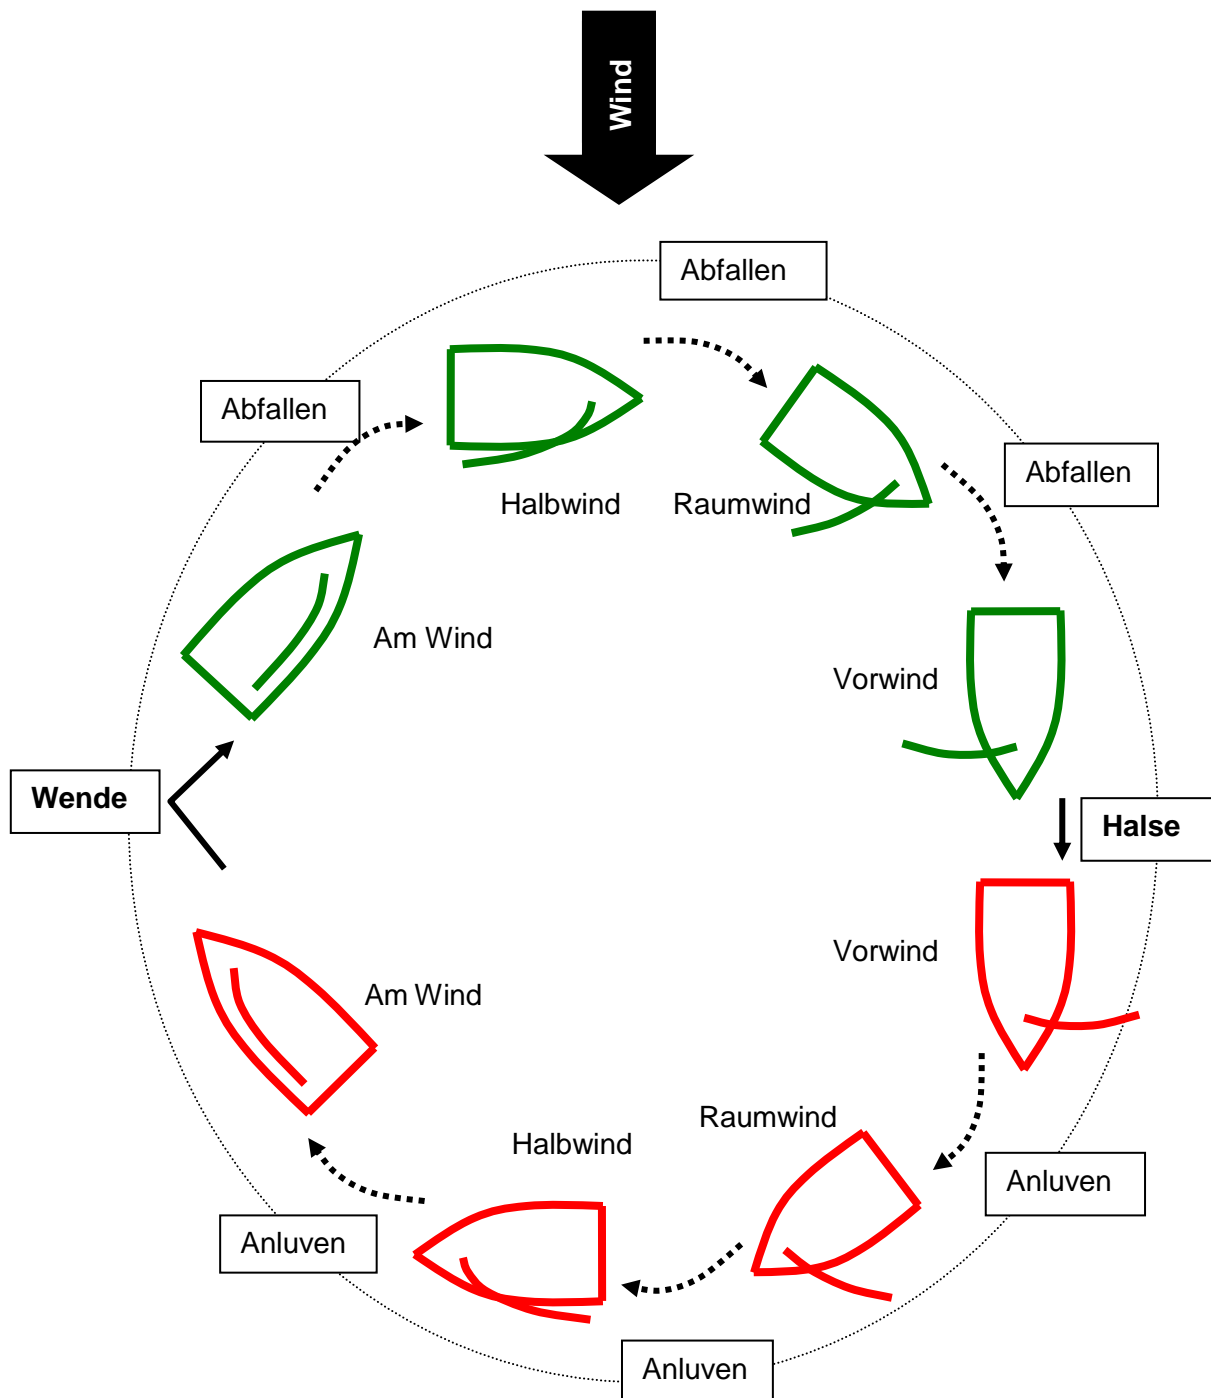 Wind
Abfallen
Abfallen
Abfallen
Halbwind
Raumwind
Am Wind
Vorwind
Wende
Halse
Vorwind
Am Wind
Raumwind
Halbwind
Anluven
Anluven
Anluven